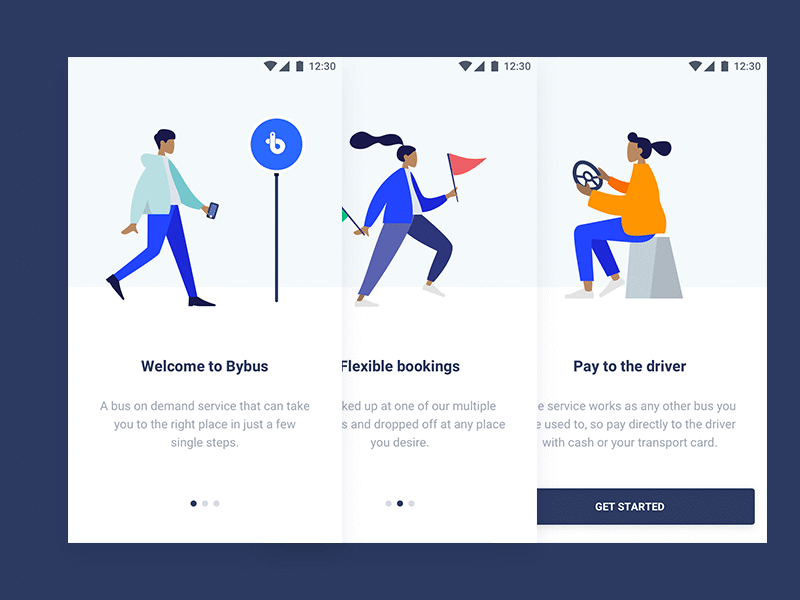 12:30
Welcome to Bybus
A bus on demand service that can take
you to the right place in just a few
single steps.
12:30
Flexible bookings
ked up at one of our multiple
s and dropped off at any place
you desire.
12:30
Pay to the driver
e service works as any other bus you
e used to, so pay directly to the driver
with cash or your transport card.
GET STARTED